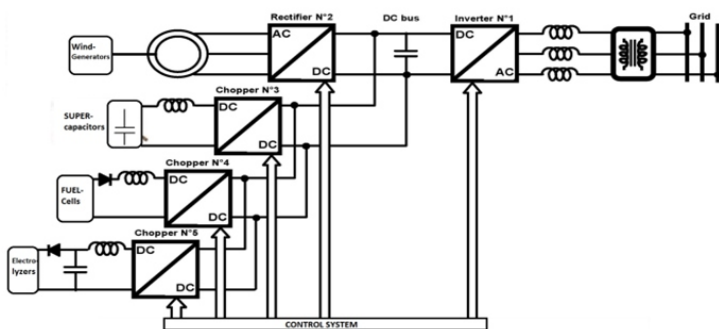 Rectifier N°2
DC bus
Inverter N°1
Grid
Wind-
Generators
AC
DC
DC
AC
Chopper N°3
SUPER-
capacitors
DC
DC
Chopper N°4
FUEL-
Cells
DC
DC
Chopper N°5
Electro-
lyzers
DC
DC
CONTROL SYSTEM